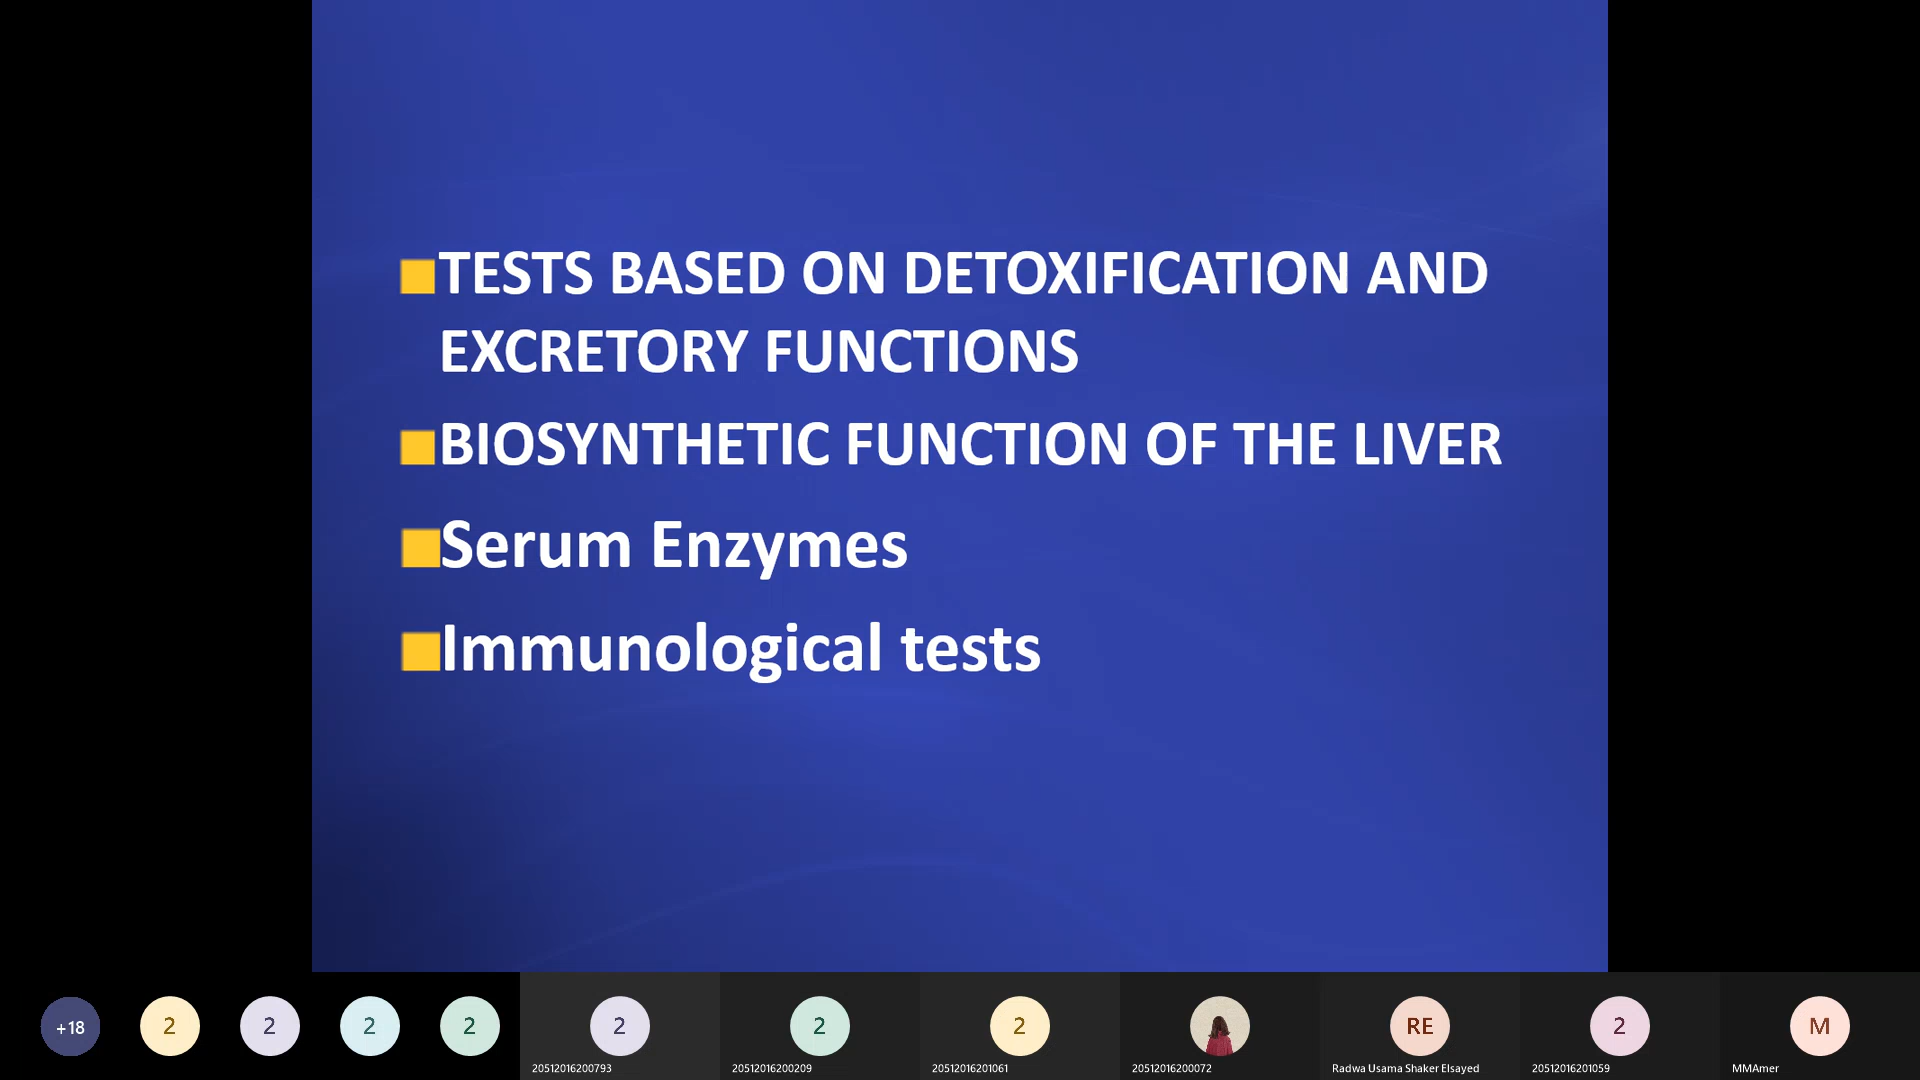 TESTS BASED ON DETOXIFICATION AND
EXCRETORY FUNCTIONS
BIOSYNTHETIC FUNCTION OF THE LIVER
Serum Enzymes
Immunological tests
+18
2
2
2
2
2
2
2
RE
2
M
20512016200793
20512016200209
20512016201061
20512016200072
Radwa Usama Shaker Elsayed
20512016201059
MMAmer